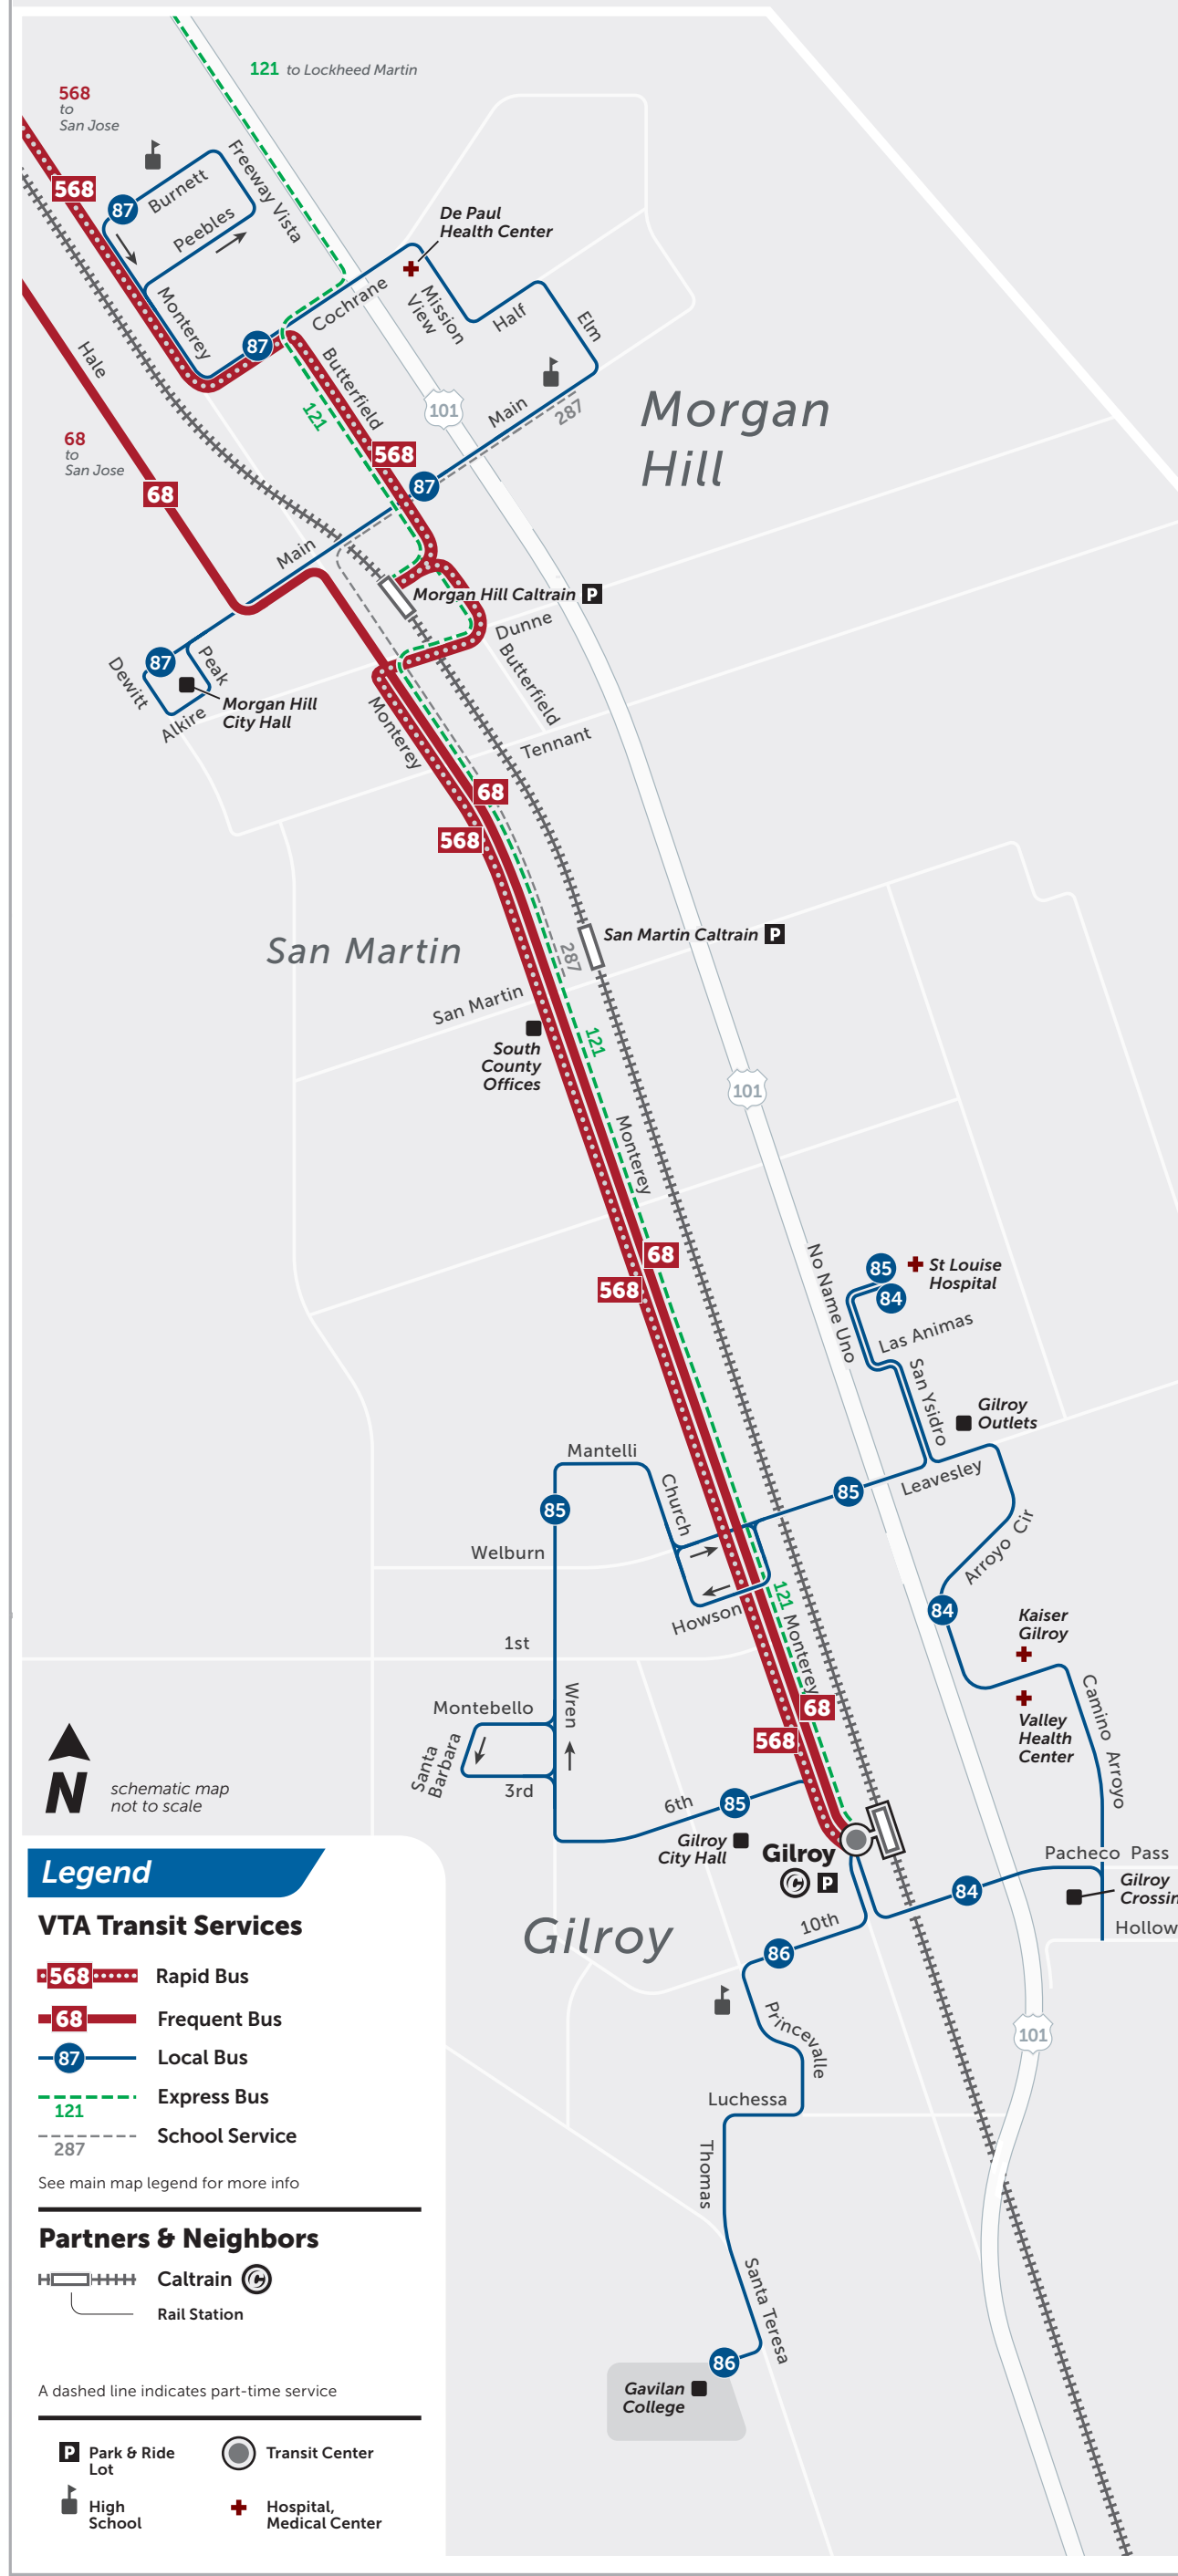 121 to Lockheed Martin
568
to
San Jose
568
Freeway Vista
87
Burnett
Peebles
De Paul
Health Center
Monterey
Cochrane
Mission
View
Half
Elm
87
Hale
Butterfield
121
101
Main
287
Morgan
Hill
68
to
San Jose
568
87
68
Main
Morgan Hill Caltrain P
Dunne
87
Peak
Dewitt
Butterfield
Morgan Hill
City Hall
Alkire
Monterey
Tennant
68
568
San Martin Caltrain P
San Martin
287
San Martin
121
South
County
Offices
101
Monterey
68
568
No Name Uno
85
St Louise
Hospital
84
Las Animas
San Ysidro
Gilroy
Outlets
Mantelli
Church
Leavesley
85
85
Arroyo Cir
Welburn
121
Howson
84
Kaiser
Gilroy
1st
Monterey
Wren
Camino Arroyo
Montebello
68
Valley
Health
Center
568
Santa
Barbara
N
schematic map
not to scale
3rd
6th
85
Gilroy
City Hall
Gilroy
P
Pacheco Pass
84
Gilroy
Hollow
10th
Gilroy
86
Princevalle
101
Luchessa
Thomas
Santa Teresa
86
Gavilan
College
Legend
VTA Transit Services
568 Rapid Bus
68 Frequent Bus
87 Local Bus
Express Bus
121
School Service
287
See main map legend for more info
Partners & Neighbors
Caltrain C
Rail Station
A dashed line indicates part-time service
P Park & Ride
Lot
Transit Center
High
School
Hospital,
Medical Center